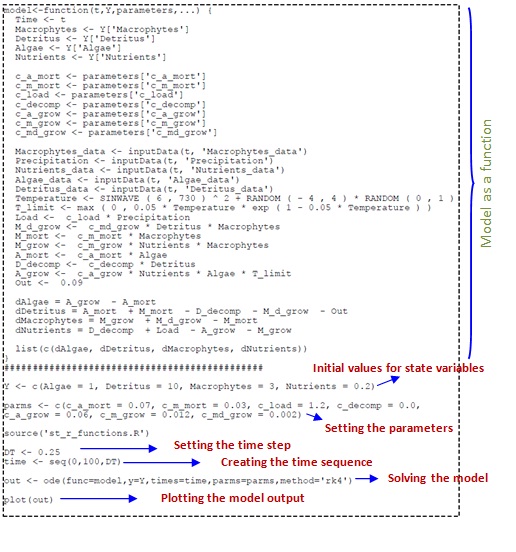 model<-function(t,Y,parameters,...) {
Time <- t
Macrophytes <- Y['Macrophytes']
Detritus <- Y['Detritus']
Algae <- Y['Algae']
Nutrients <- Y['Nutrients']
c_a_mort <- parameters['c_a_mort']
c_m_mort <- parameters['c_m_mort']
c_load <- parameters['c_load']
c_decomp <- parameters['c_decomp']
c_a_grow <- parameters['c_a_grow']
c_m_grow <- parameters['c_m_grow']
c_md_grow <- parameters['c_md_grow']
Macrophytes_data <- inputData(t, 'Macrophytes_data')
Precipitation <- inputData(t, 'Precipitation')
Nutrients_data <- inputData(t, 'Nutrients_data')
Algae_data <- inputData(t, 'Algae_data')
Detritus_data <- inputData(t, 'Detritus_data')
Temperature <- SINWAVE ( 6 , 730 ) ^ 2 + RANDOM ( - 4 , 4 ) * RANDOM ( 0 , 1 )
T_limit <- max ( 0 , 0.05 * Temperature * exp ( 1 - 0.05 * Temperature ) )
Load <- c_load * Precipitation
M_d_grow <- c_md_grow * Detritus * Macrophytes
M_mort <- c_m_mort * Macrophytes
M_grow <- c_m_grow * Nutrients * Macrophytes
A_mort <- c_a_mort * Algae
D_decomp <- c_decomp * Detritus
A_grow <- c_a_grow * Nutrients * Algae * T_limit
Out <- 0.09
dAlgae = A_grow - A_mort
dDetritus = A_mort + M_mort - D_decomp - M_d_grow - Out
dMacrophytes = M_grow + M_d_grow - M_mort
dNutrients = D_decomp + Load - A_grow - M_grow
list(c(dAlgae, dDetritus, dMacrophytes, dNutrients))
}
Model as a function
##############################################
Initial values for state variables
Y <- c(Algae = 1, Detritus = 10, Macrophytes = 3, Nutrients = 0.2)
parms <- c(c_a_mort = 0.07, c_m_mort = 0.03, c_load = 1.2, c_decomp = 0.0,
c_a_grow = 0.06, c_m_grow = 0.012, c_md_grow = 0.002)
Setting the parameters
source('st_r_functions.R')
Setting the time step
DT <- 0.25
time <- seq(0,100,DT)
Creating the time sequence
out <- ode(func=model,y=Y,times=time,parms=parms,method='rk4')
Solving the model
plot(out)
Plotting the model output